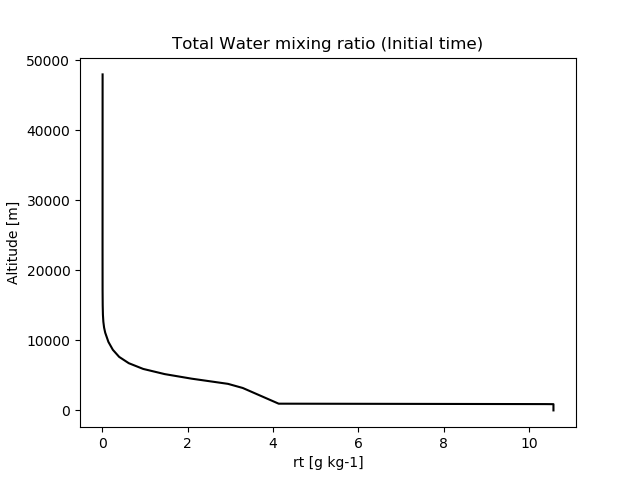 Total Water mixing ratio (Initial time)
50000
40000
30000
20000
10000
0
Altitude [m]
0 2 4 6 8 10
rt [g kg-1]